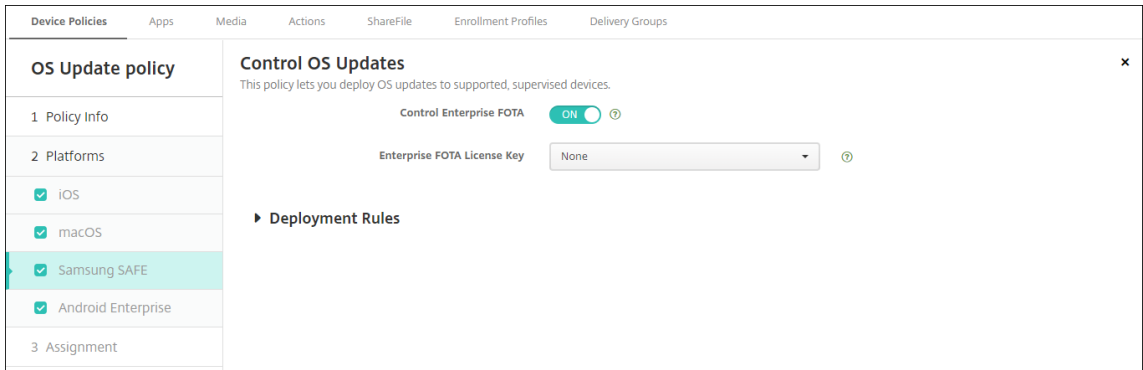 Device Policies Apps Media Actions ShareFile Enrollment Profiles Delivery Groups
OS Update policy
1 Policy Info
2 Platforms
iOS
macOS
Samsung SAFE
Android Enterprise
3 Assignment
Control OS Updates
This policy lets you deploy OS updates to supported, supervised devices.
Control Enterprise FOTA ON
Enterprise FOTA License Key None
Deployment Rules